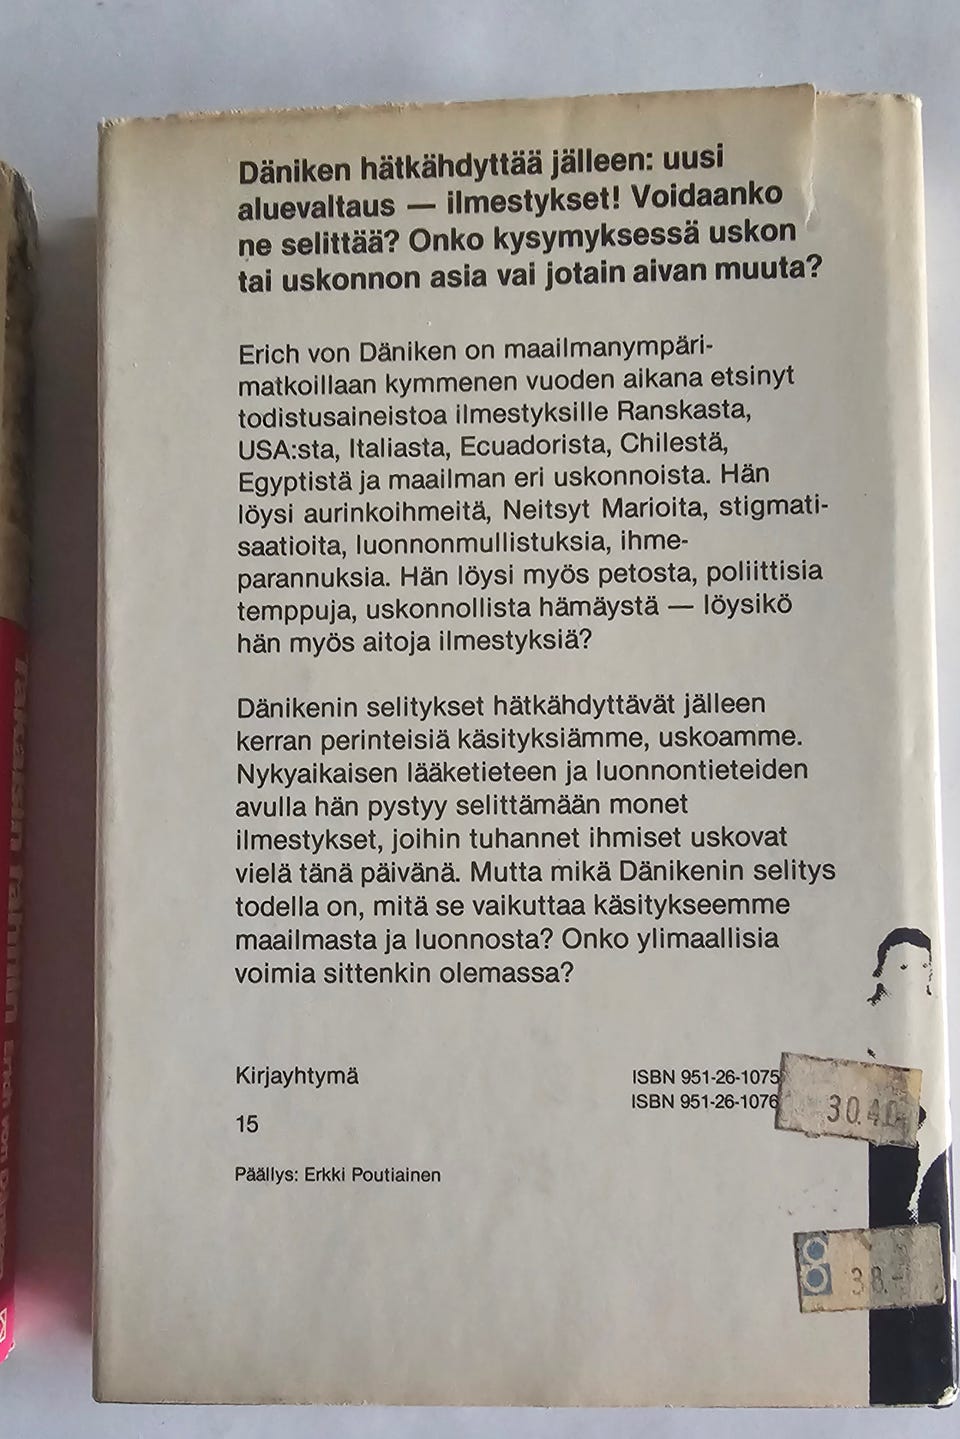 Däniken hätkähdyttää jälleen: uusi
aluevaltaus — ilmestykset! Voidaanko
ne selittää? Onko kysymyksessä uskon
tai uskonnon asia vai jotain aivan muuta?
Erich von Däniken on maailmanympäri-
matkoillaan kymmenen vuoden aikana etsinyt
todistusaineistoa ilmestyksille Ranskasta,
USA:sta, Italiasta, Ecuadorista, Chilestä,
Egyptistä ja maailman eri uskonnoista. Hän
löysi aurinkoihmeitä, Neitsyt Marioita, stigmati-
saatioita, luonnonmullistuksia, ihme-
parannuksia. Hän löysi myös petosta, poliittisia
temppuja, uskonnollista hämäystä — löysikö
hän myös aitoja ilmestyksiä?
Dänikenin selitykset hätkähdyttävät jälleen
kerran perinteisiä käsityksiämme, uskoamme.
Nykyaikaisen lääketieteen ja luonnontieteiden
avulla hän pystyy selittämään monet
ilmestykset, joihin tuhannet ihmiset uskovat
vielä tänä päivänä. Mutta mikä Dänikenin selitys
todella on, mitä se vaikuttaa käsitykseemme
maailmasta ja luonnosta? Onko ylimaallisia
voimia sittenkin olemassa?
Kirjayhtymä
15
Päällys: Erkki Poutiainen
ISBN 951-26-1075
ISBN 951-26-1076
30.40
38.-
Erich von Däniken